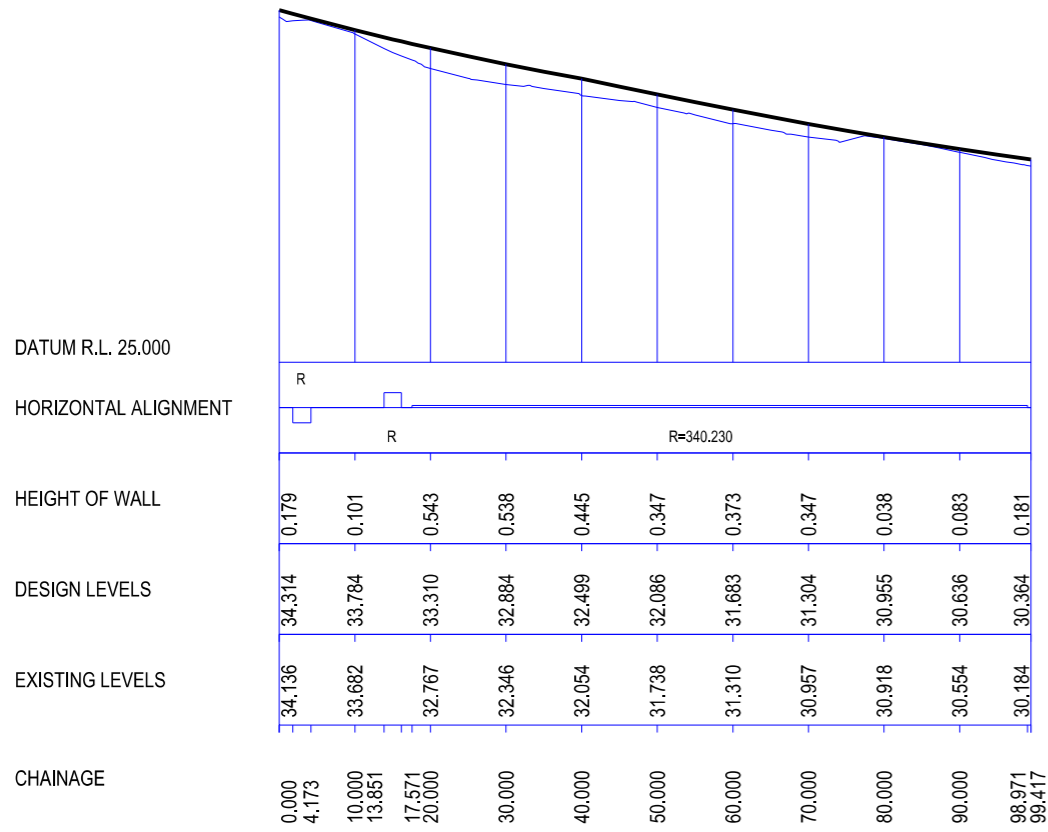 DATUM R.L. 25.000
R
HORIZONTAL ALIGNMENT
R R=340.230
HEIGHT OF WALL 0.179 0.101 0.543 0.538 0.445 0.347 0.373 0.347 0.038 0.083 0.181
DESIGN LEVELS 34.314 33.784 33.310 32.884 32.499 32.086 31.683 31.304 30.955 30.636 30.364
EXISTING LEVELS 34.136 33.682 32.767 32.346 32.054 31.738 31.310 30.957 30.918 30.554 30.184
CHAINAGE 0.000 4.173 10.000 13.851 17.571 20.000 30.000 40.000 50.000 60.000 70.000 80.000 90.000 98.971 99.417